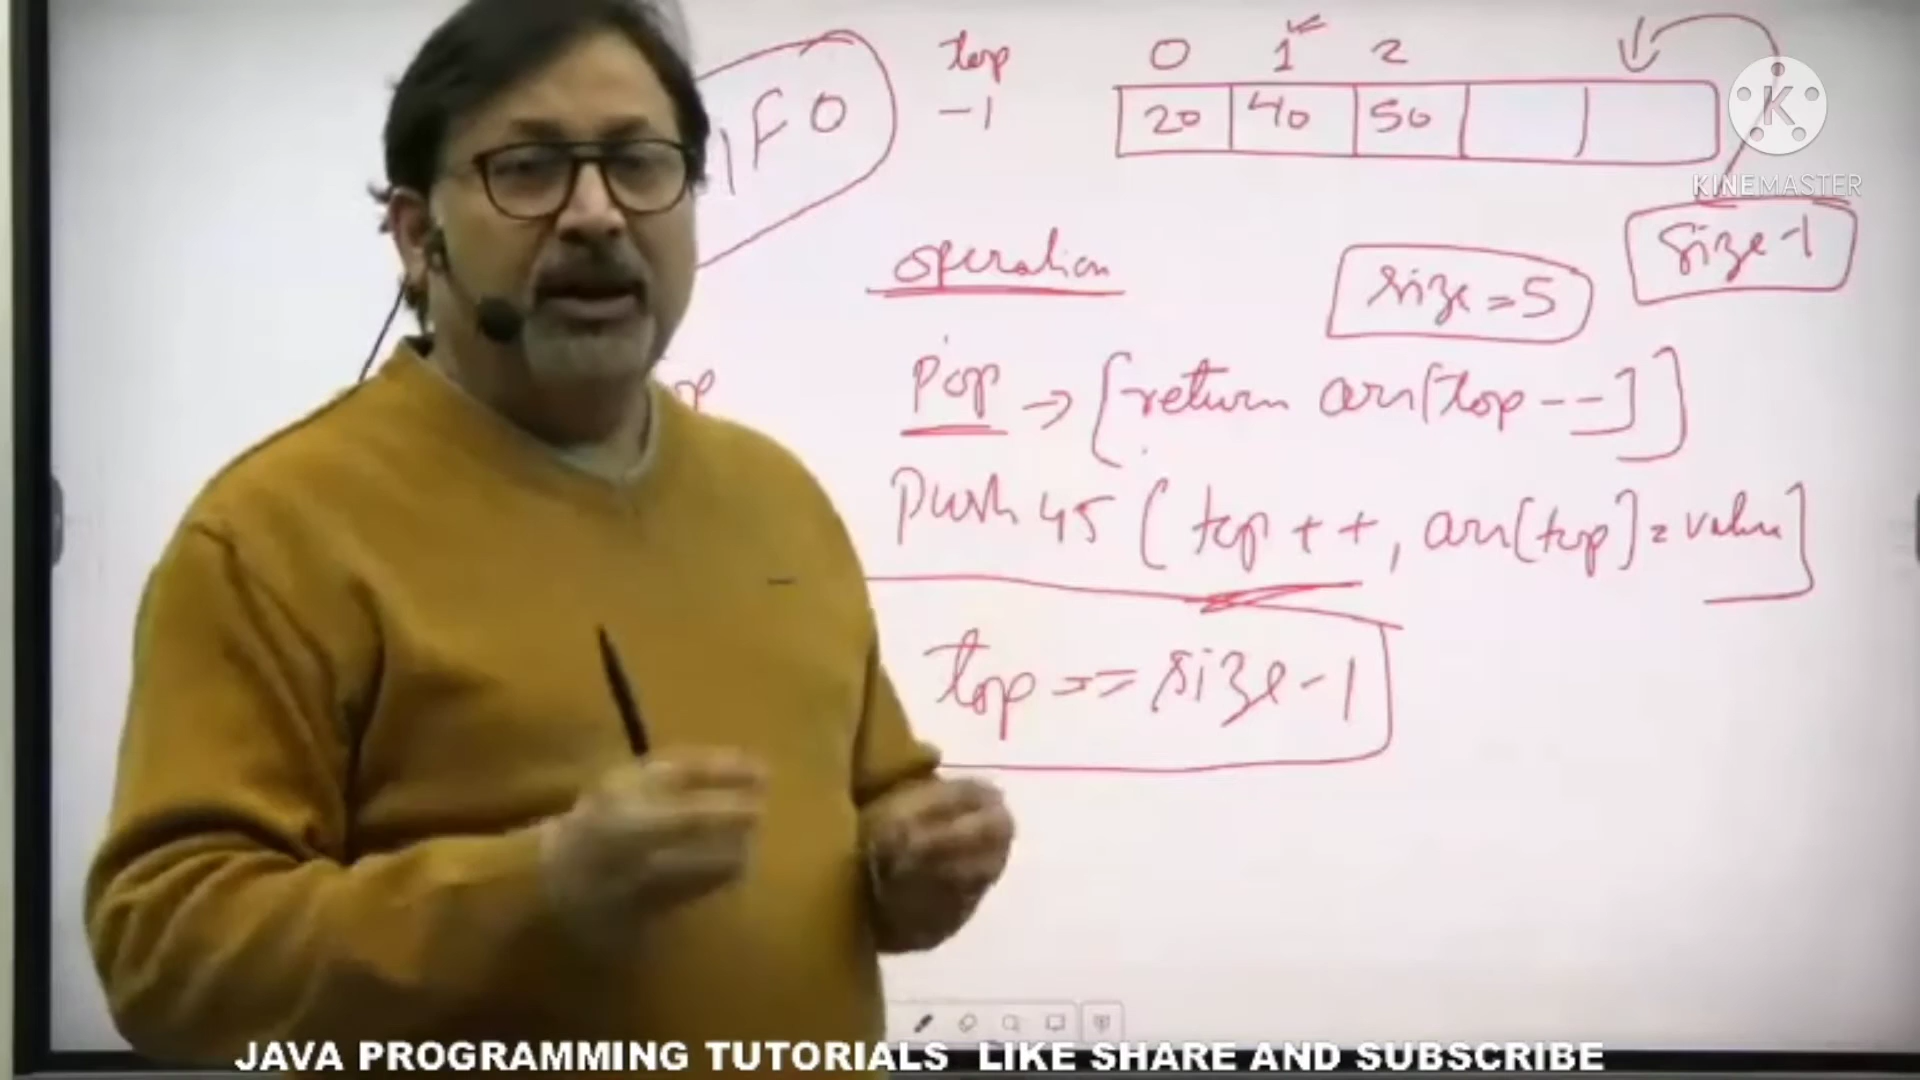 top 0 1 2
-1 20 40 50
IFO
KINEMASTER
size-1
operation
size=5
Pop → [return arr[top--]]
op
Push 45 ( top++, arr[top]=value]
top == size-1
JAVA PROGRAMMING TUTORIALS LIKE SHARE AND SUBSCRIBE